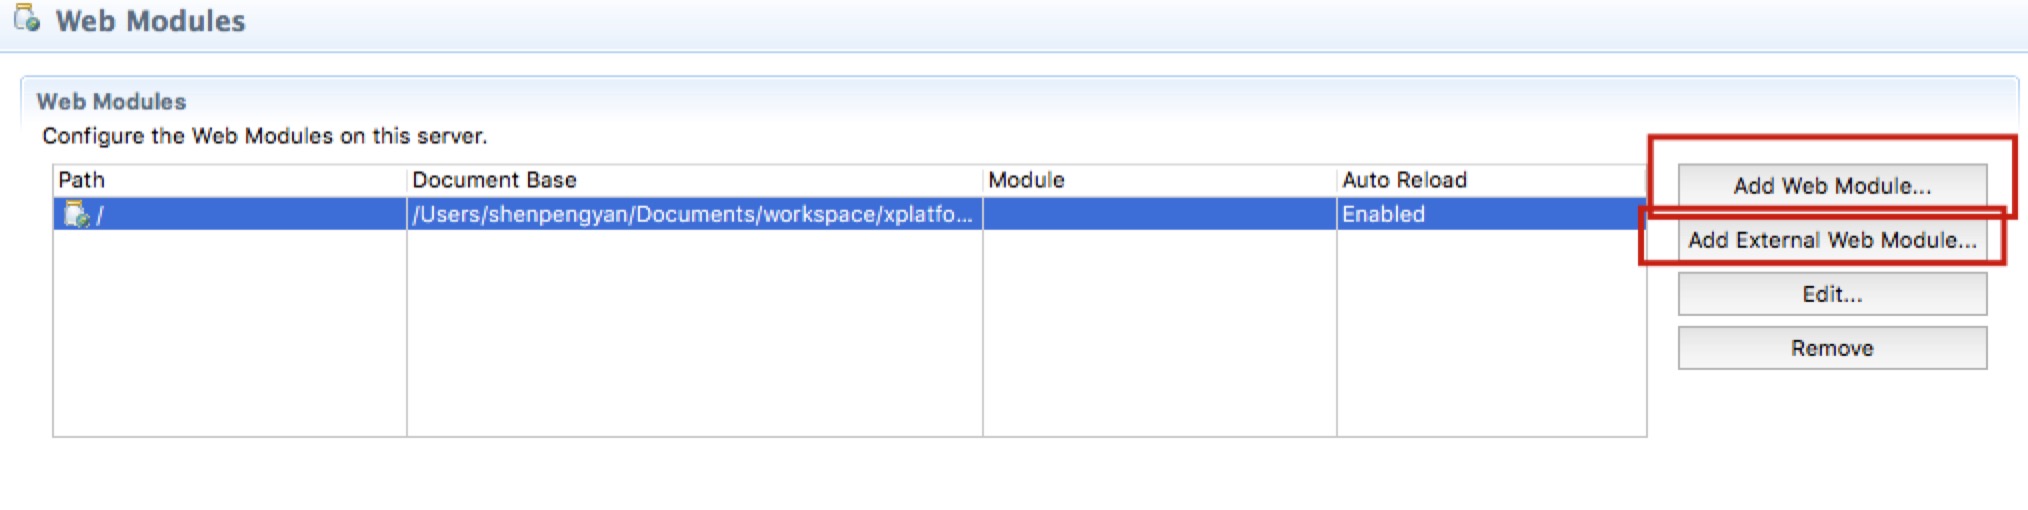 Web Modules
Web Modules
Configure the Web Modules on this server.
Path Document Base Module Auto Reload
/ /Users/shenpengyan/Documents/workspace/xplatfo... Enabled
Add Web Module...
Add External Web Module...
Edit...
Remove